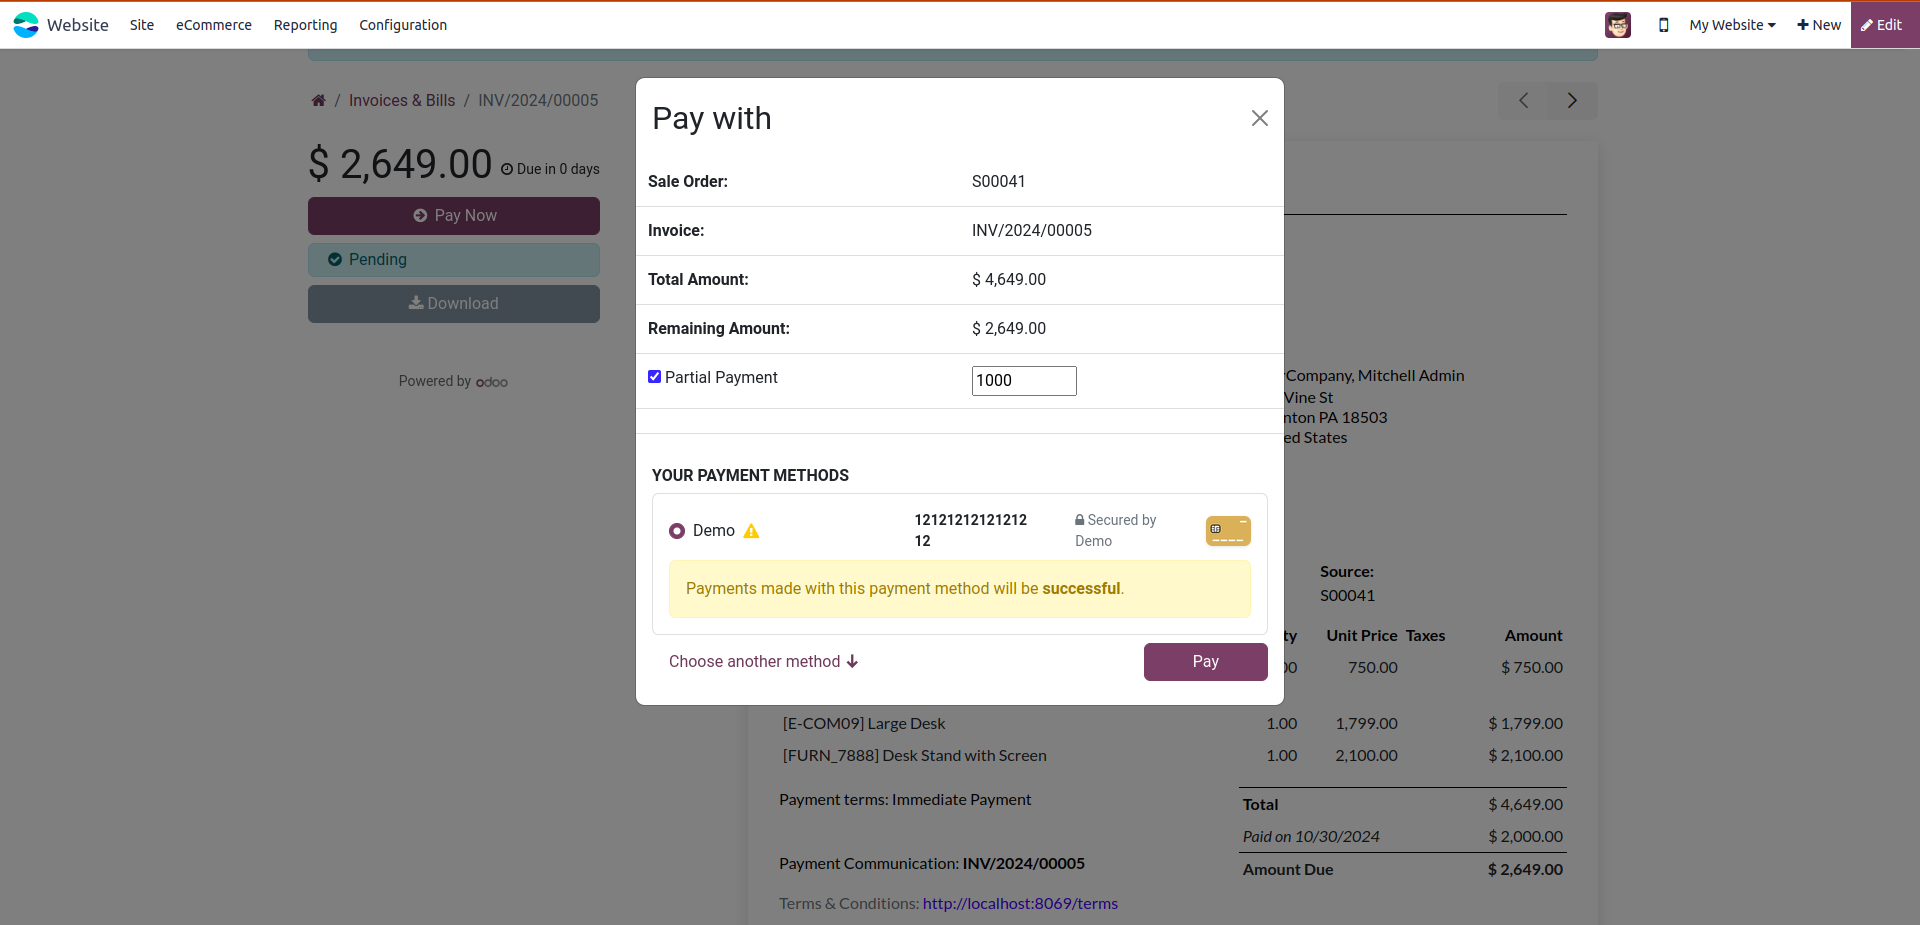 Website Site eCommerce Reporting Configuration My Website New Edit
/ Invoices & Bills / INV/2024/00005
$ 2,649.00 Due in 0 days
Pay Now
Pending
Download
Powered by odoo
Pay with
Sale Order: S00041
Invoice: INV/2024/00005
Total Amount: $ 4,649.00
Remaining Amount: $ 2,649.00
Partial Payment 1000
YOUR PAYMENT METHODS
Demo 12121212121212 Secured by
12 Demo
Payments made with this payment method will be successful.
Choose another method Pay
Company, Mitchell Admin
Vine St
nton PA 18503
ed States
Source:
S00041
ty Unit Price Taxes Amount
00 750.00 $ 750.00
[E-COM09] Large Desk 1.00 1,799.00 $ 1,799.00
[FURN_7888] Desk Stand with Screen 1.00 2,100.00 $ 2,100.00
Payment terms: Immediate Payment
Total $ 4,649.00
Paid on 10/30/2024 $ 2,000.00
Payment Communication: INV/2024/00005
Amount Due $ 2,649.00
Terms & Conditions: http://localhost:8069/terms